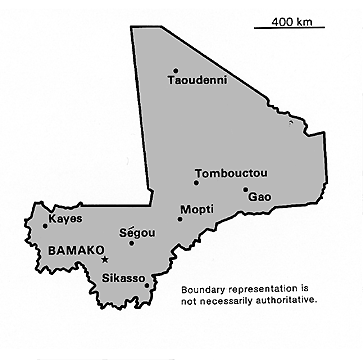 400 km
Taoudenni
Tombouctou
Gao
Mopti
Kayes
Ségou
BAMAKO
Sikasso
Boundary representation is
not necessarily authoritative.